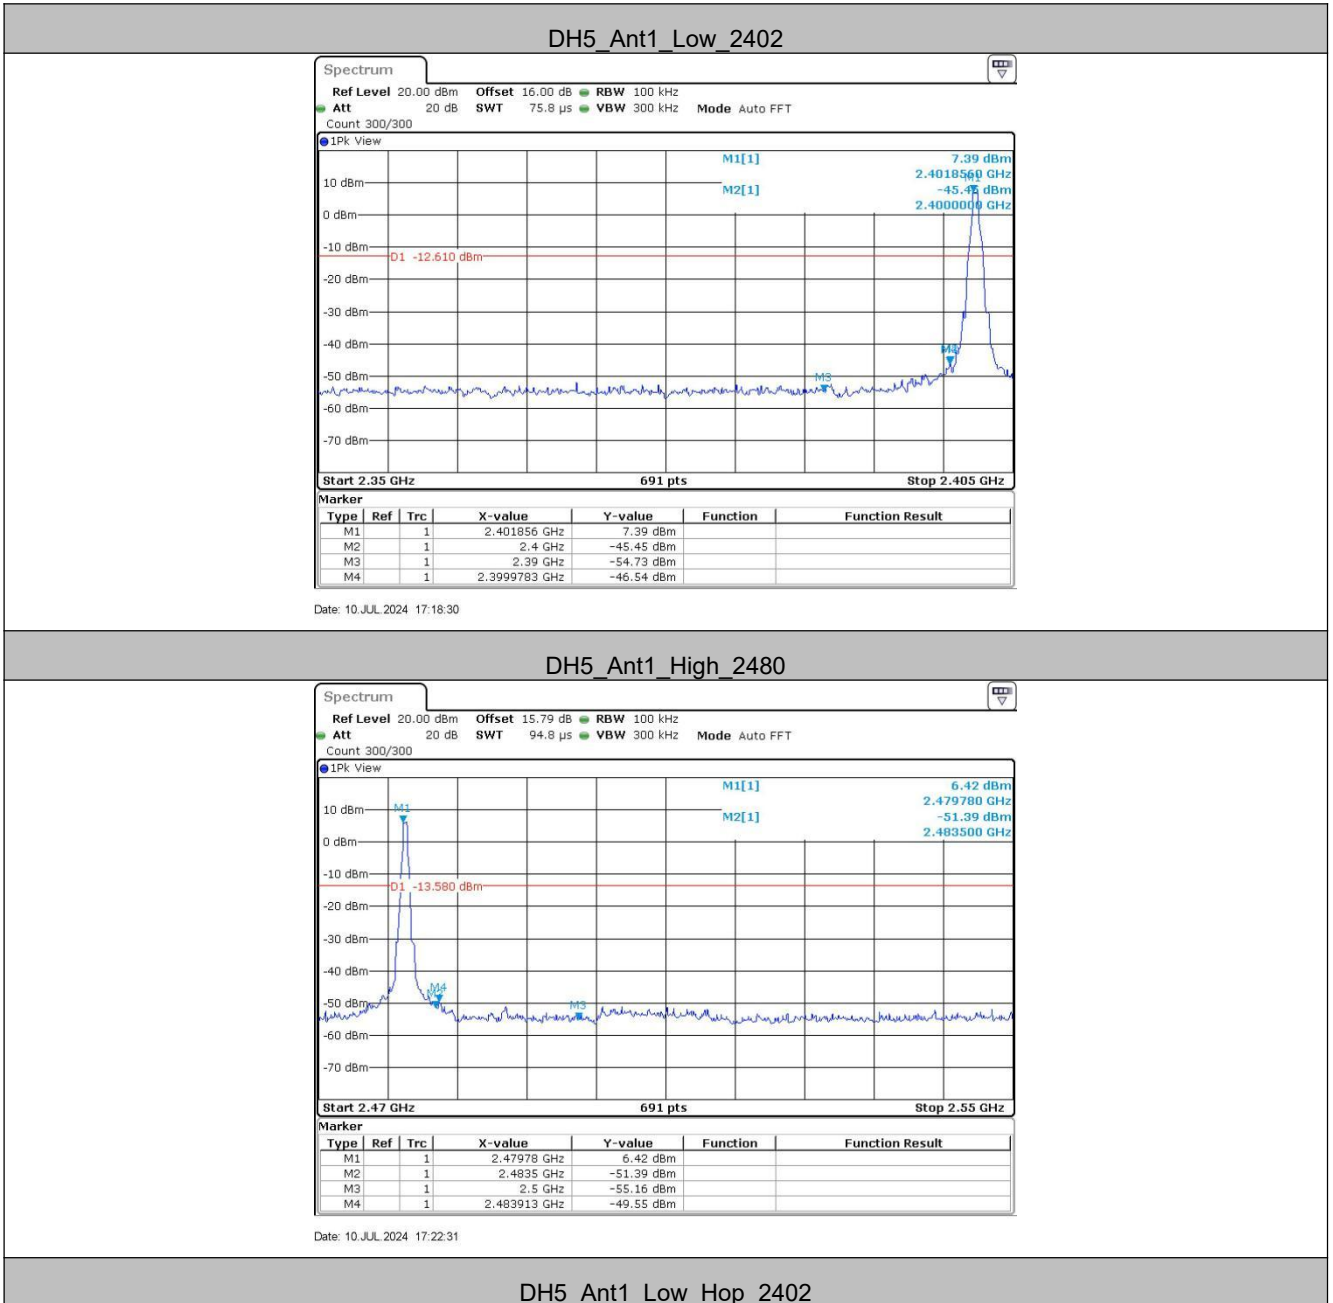 DH5_Ant1_Low_2402
Spectrum
Ref Level 20.00 dBm Offset 16.00 dB RBW 100 kHz
Att 20 dB SWT 75.8 µs VBW 300 kHz Mode Auto FFT
Count 300/300
1Pk View
M1[1] 7.39 dBm
2.4018560 GHz
M1
10 dBm
M2[1] -45.45 dBm
2.4000000 GHz
0 dBm
-10 dBm
D1 -12.610 dBm
-20 dBm
-30 dBm
-40 dBm
-50 dBm
M3
-60 dBm
-70 dBm
Start 2.35 GHz 691 pts Stop 2.405 GHz
Marker
Type Ref Trc X-value Y-value Function Function Result
M1 1 2.401856 GHz 7.39 dBm
M2 1 2.4 GHz -45.45 dBm
M3 1 2.39 GHz -54.73 dBm
M4 1 2.3999783 GHz -46.54 dBm
Date: 10.JUL.2024 17:18:30
DH5_Ant1_High_2480
Spectrum
Ref Level 20.00 dBm Offset 15.79 dB RBW 100 kHz
Att 20 dB SWT 94.8 µs VBW 300 kHz Mode Auto FFT
Count 300/300
1Pk View
M1[1] 6.42 dBm
2.479780 GHz
10 dBm M1
M2[1] -51.39 dBm
2.483500 GHz
0 dBm
-10 dBm
D1 -13.580 dBm
-20 dBm
-30 dBm
-40 dBm
M4
-50 dBm
M3
-60 dBm
-70 dBm
Start 2.47 GHz 691 pts Stop 2.55 GHz
Marker
Type Ref Trc X-value Y-value Function Function Result
M1 1 2.47978 GHz 6.42 dBm
M2 1 2.4835 GHz -51.39 dBm
M3 1 2.5 GHz -55.16 dBm
M4 1 2.483913 GHz -49.55 dBm
Date: 10.JUL.2024 17:22:31
DH5_Ant1_Low_Hop_2402